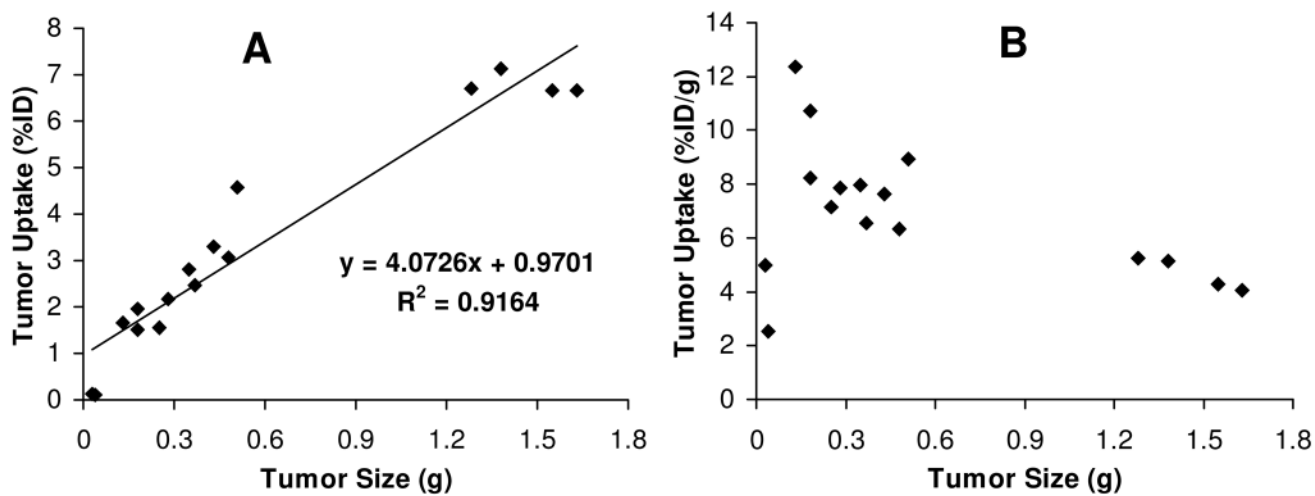 A
8
7
6
5
4
3
2
1
0
Tumor Uptake (%ID)
y = 4.0726x + 0.9701
R² = 0.9164
0 0.3 0.6 0.9 1.2 1.5 1.8
Tumor Size (g)
B
14
12
10
8
6
4
2
0
Tumor Uptake (%ID/g)
0 0.3 0.6 0.9 1.2 1.5 1.8
Tumor Size (g)